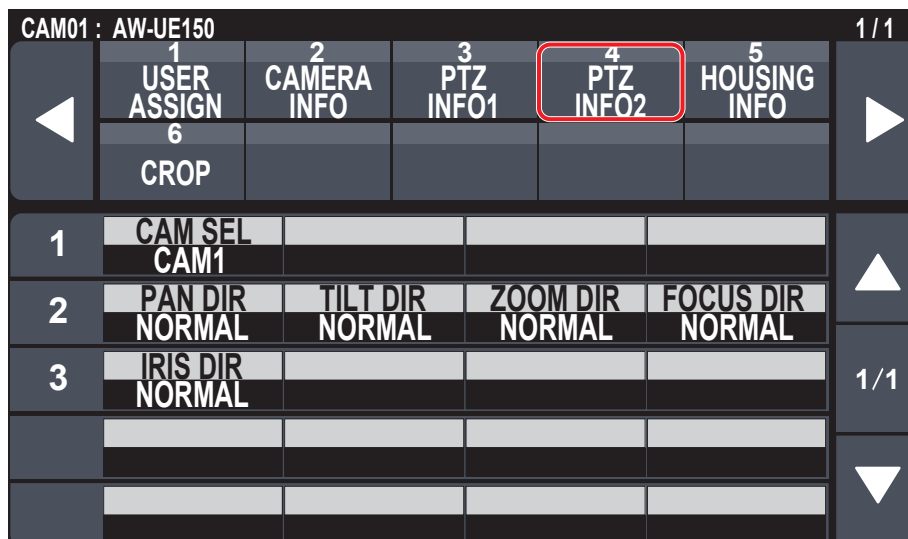 CAM01 : AW-UE150 1 / 1
1 2 3 4 5
USER ASSIGN CAMERA INFO PTZ INFO1 PTZ INFO2 HOUSING INFO
6
CROP
1 CAM SEL
CAM1
2 PAN DIR TILT DIR ZOOM DIR FOCUS DIR
NORMAL NORMAL NORMAL NORMAL
3 IRIS DIR 1/1
NORMAL